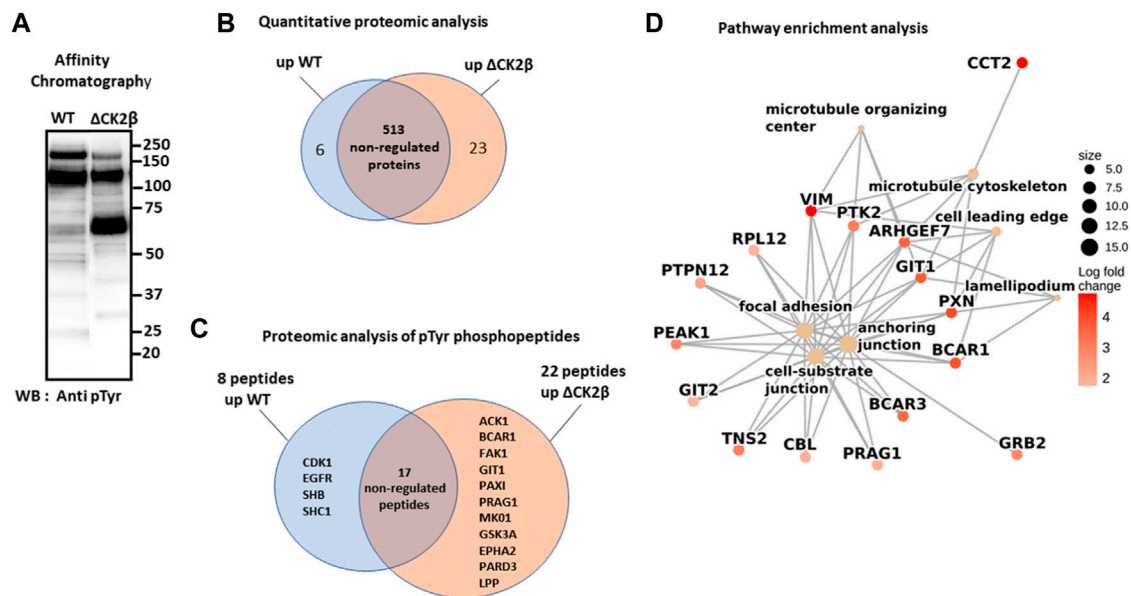 A
Affinity
Chromatography
WT ΔCK2β
250
150
100
75
50
37
25
20
WB : Anti pTyr
B
Quantitative proteomic analysis
up WT
up ΔCK2β
6
513
non-regulated
proteins
23
C
Proteomic analysis of pTyr phosphopeptides
8 peptides
up WT
22 peptides
up ΔCK2β
CDK1
EGFR
SHB
SHC1
17
non-regulated
peptides
ACK1
BCAR1
FAK1
GIT1
PAXI
PRAG1
MK01
GSK3A
EPHA2
PARD3
LPP
D
Pathway enrichment analysis
CCT2
microtubule organizing
center
microtubule cytoskeleton
VIM
PTK2
cell leading edge
ARHGEF7
RPL12
GIT1
PTPN12
lamellipodium
focal adhesion
PXN
PEAK1
anchoring
junction
BCAR1
cell-substrate
junction
GIT2
BCAR3
TNS2
CBL
PRAG1
GRB2
size
5.0
7.5
10.0
12.5
15.0
Log fold
change
4
3
2